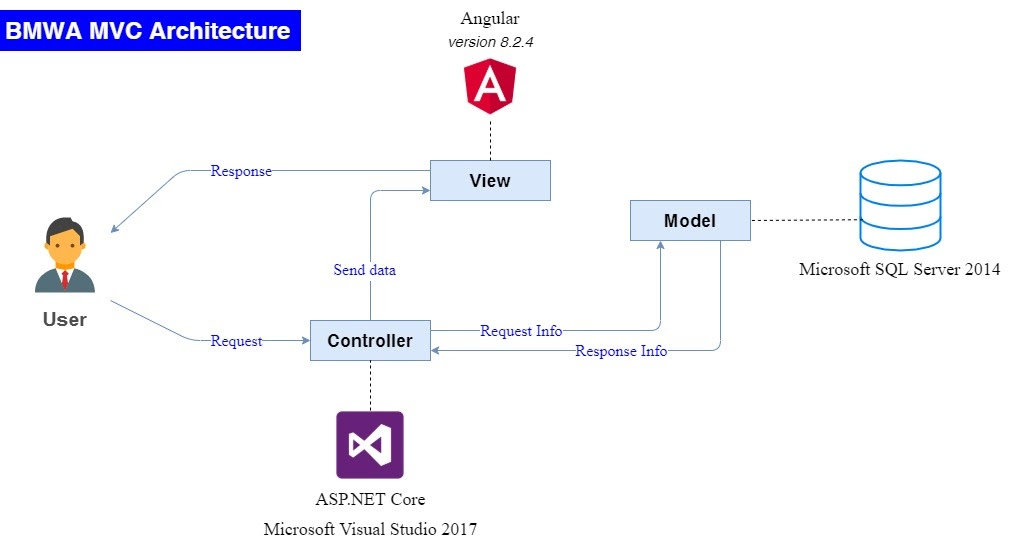 BMWA MVC Architecture
Angular
version 8.2.4
Response
View
Model
Microsoft SQL Server 2014
Send data
User
Request
Controller
Request Info
Response Info
ASP.NET Core
Microsoft Visual Studio 2017